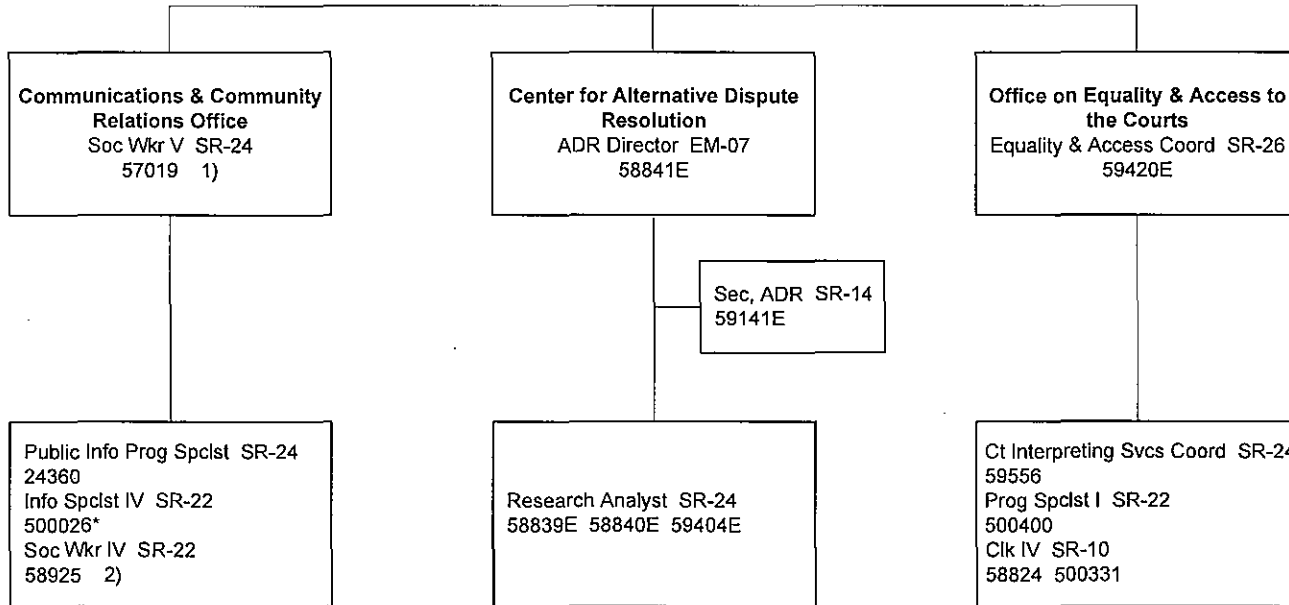 Communications & Community
Relations Office
Soc Wkr V SR-24
57019 1)
Center for Alternative Dispute
Resolution
ADR Director EM-07
58841E
Office on Equality & Access to
the Courts
Equality & Access Coord SR-26
59420E
Sec, ADR SR-14
59141E
Public Info Prog Spclst SR-24
24360
Info Spclst IV SR-22
500026*
Soc Wkr IV SR-22
58925 2)
Research Analyst SR-24
58839E 58840E 59404E
Ct Interpreting Svcs Coord SR-24
59556
Prog Spclst I SR-22
500400
Clk IV SR-10
58824 500331